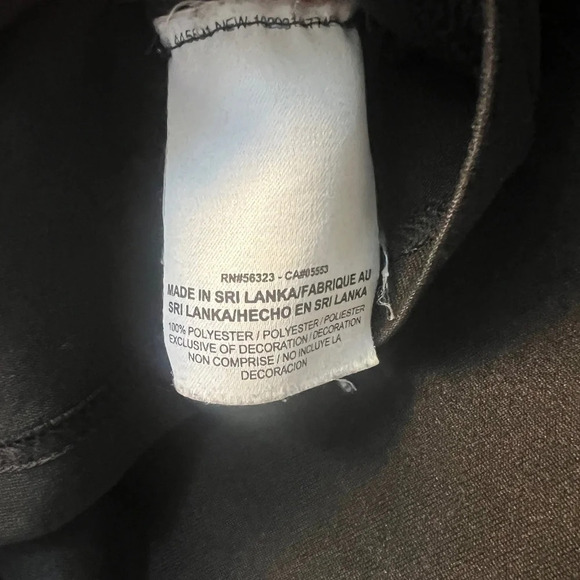 NEW
RN#56323 - CA#05553
MADE IN SRI LANKA/FABRIQUE AU
SRI LANKA/HECHO EN SRI LANKA
100% POLYESTER / POLYESTER / POLIESTER
EXCLUSIVE OF DECORATION / DECORATION
NON COMPRISE / NO INCLUYE LA
DECORACION